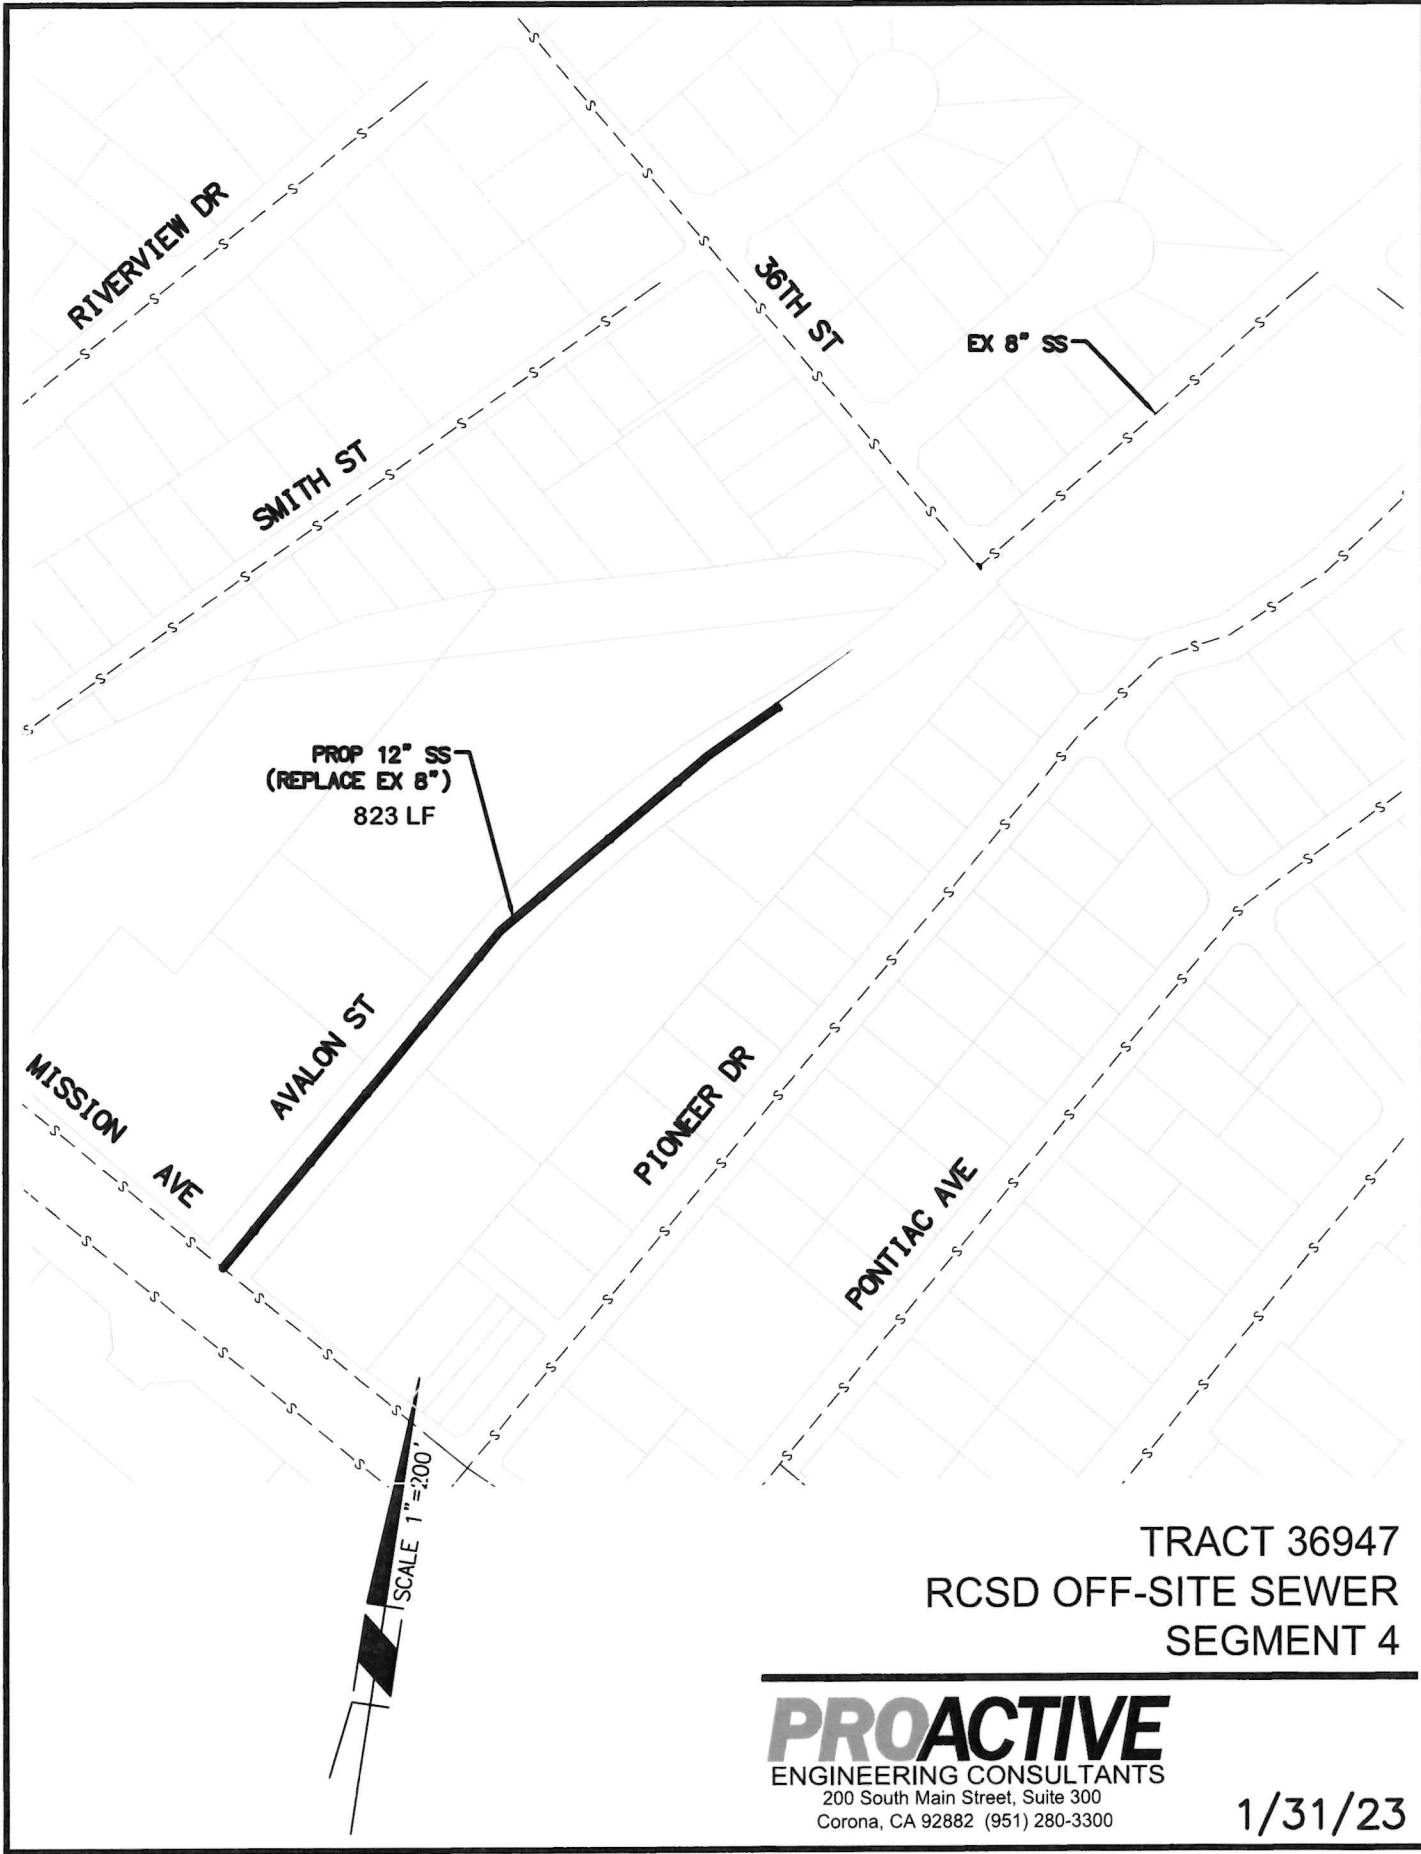 RIVERVIEW DR
36TH ST
EX 8" SS
SMITH ST
PROP 12" SS
(REPLACE EX 8")
823 LF
AVALON ST
MISSION AVE
PIONEER DR
PONTIAC AVE
SCALE 1"=200'
TRACT 36947
RCSD OFF-SITE SEWER
SEGMENT 4
PROACTIVE
ENGINEERING CONSULTANTS
200 South Main Street, Suite 300
Corona, CA 92882 (951) 280-3300
1/31/23